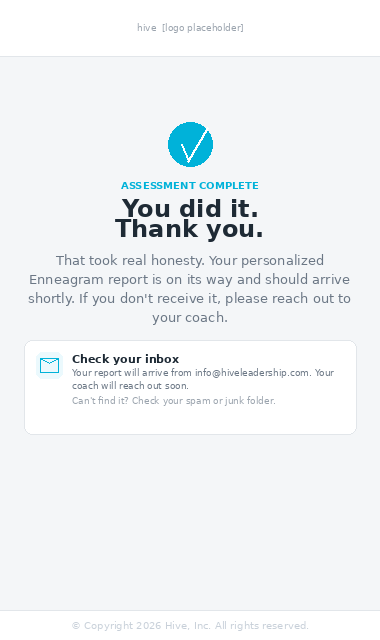 hive [logo placeholder]
ASSESSMENT COMPLETE
You did it.
Thank you.
That took real honesty. Your personalized
Enneagram report is on its way and should arrive
shortly. If you don't receive it, please reach out to
your coach.
Check your inbox
Your report will arrive from info@hiveleadership.com. Your
coach will reach out soon.
Can't find it? Check your spam or junk folder.
© Copyright 2026 Hive, Inc. All rights reserved.